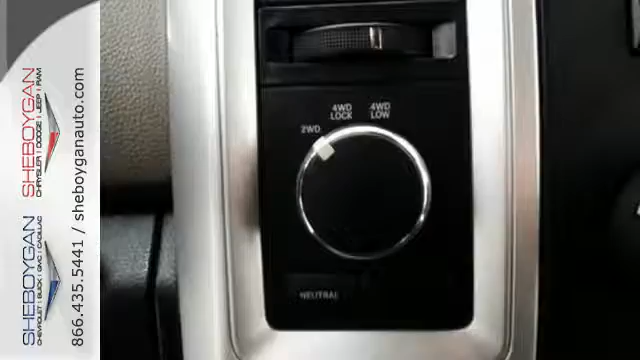 SHEBOYGAN
CHRYSLER | DODGE | JEEP | RAM
SHEBOYGAN
CHEVROLET | BUICK | GMC | CADILLAC
866.435.5441 / sheboyganauto.com
2WD
4WD
LOCK
4WD
LOW
NEUTRAL